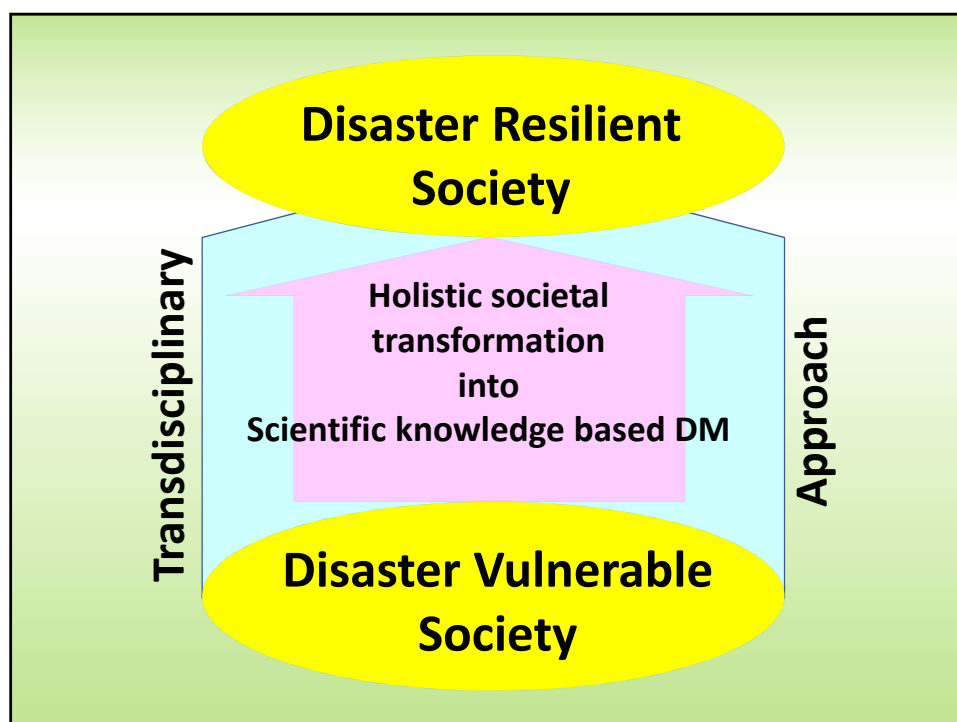 Disaster Resilient
Society
Transdisciplinary
Holistic societal
transformation
into
Scientific knowledge based DM
Approach
Disaster Vulnerable
Society